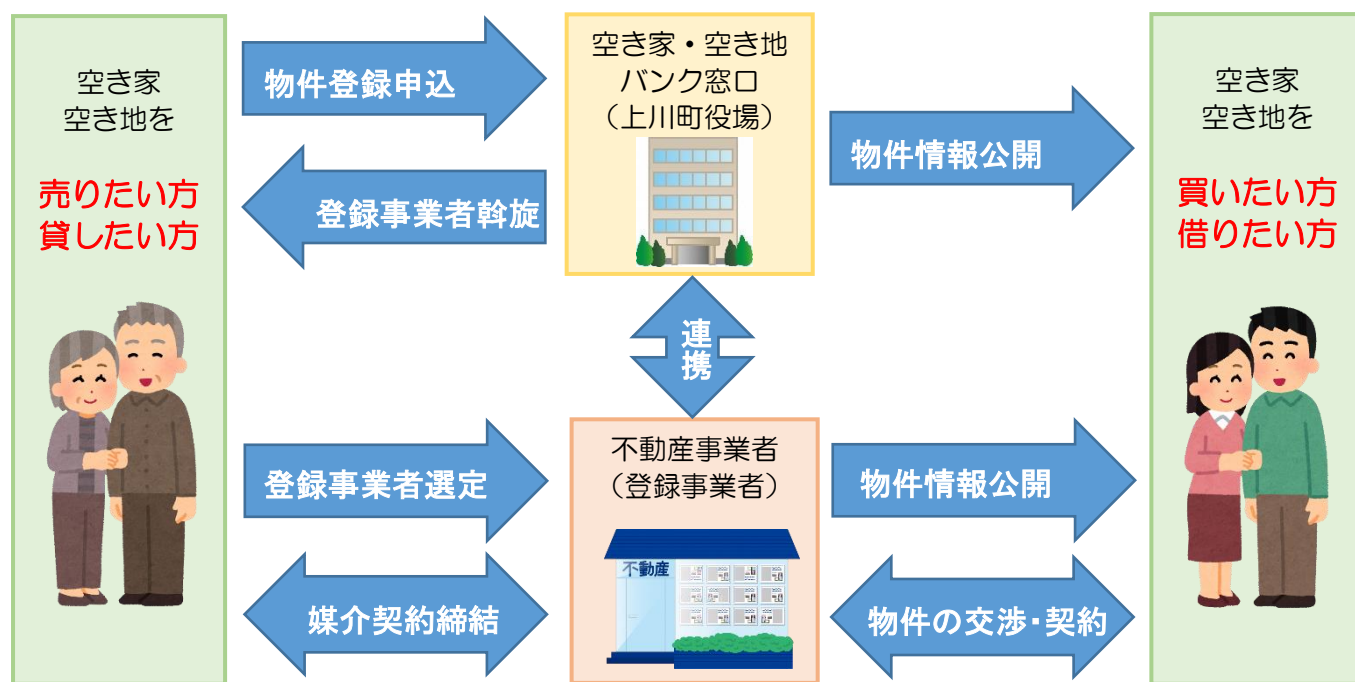 空き家
空き地を
売りたい方
貸したい方
物件登録申込
登録事業者斡旋
空き家・空き地
バンク窓口
（上川町役場）
物件情報公開
空き家
空き地を
買いたい方
借りたい方
連携
登録事業者選定
媒介契約締結
不動産事業者
（登録事業者）
不動産
物件情報公開
物件の交渉・契約